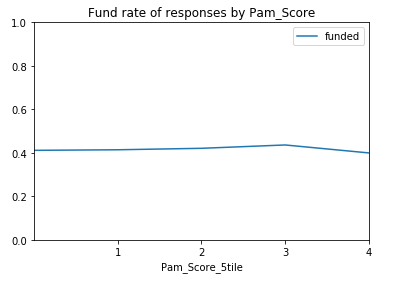 Fund rate of responses by Pam_Score
funded
1.0
0.8
0.6
0.4
0.2
0.0
1 2 3 4
Pam_Score_5tile